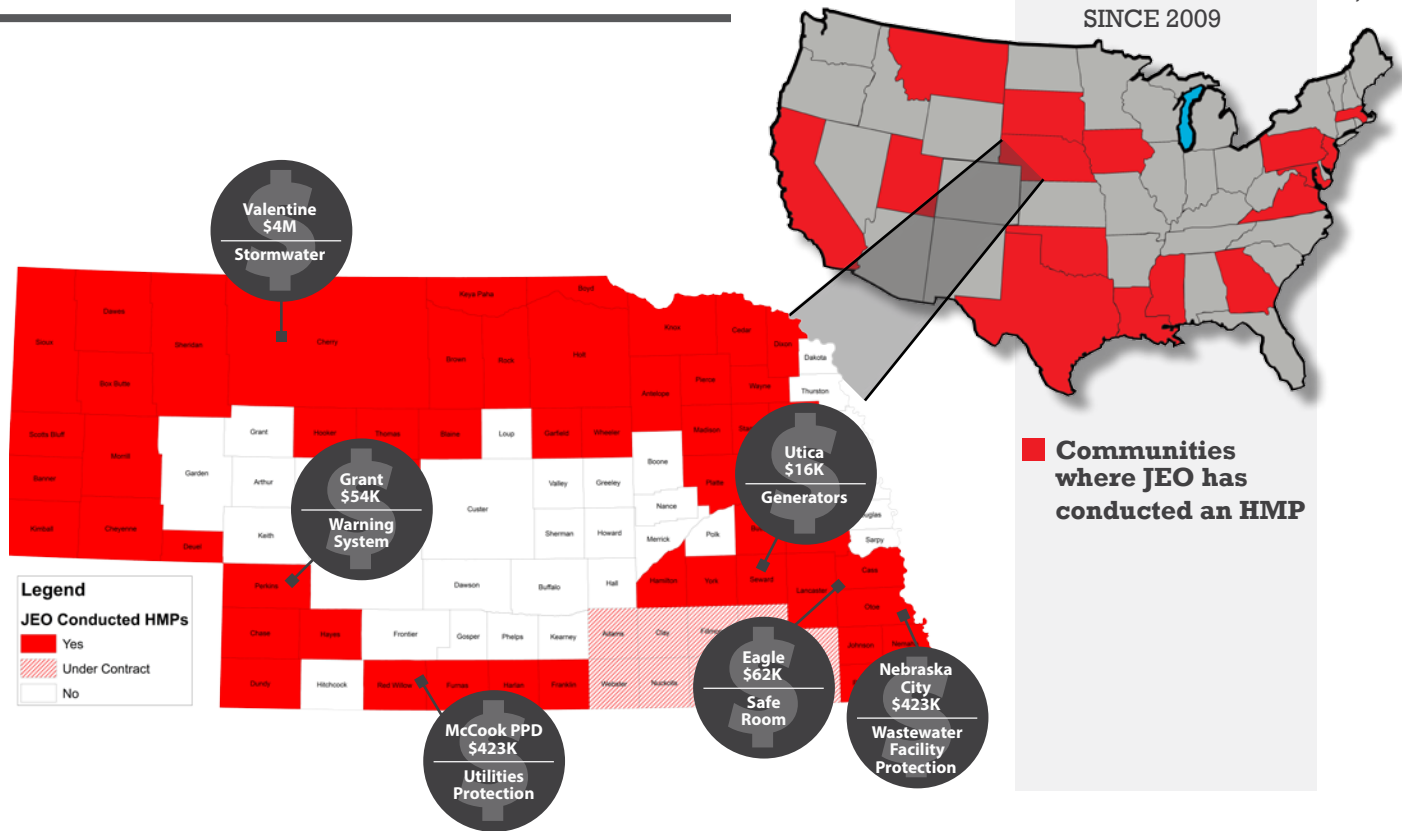 SINCE 2009
Valentine
$4M
Stormwater
Keya Paha
Boyd
Dawes
Sioux
Sheridan
Cherry
Knox
Cedar
Dixon
Brown
Rock
Holt
Dakota
Box Butte
Pierce
Wayne
Thurston
Antelope
Scotts Bluff
Morrill
Grant
Hooker
Thomas
Blaine
Loup
Garfield
Wheeler
Madison
Banner
Garden
Arthur
Boone
Platte
Valley
Greeley
Grant
$54K
Warning
System
Utica
$16K
Generators
Communities
where JEO has
conducted an HMP
Kimball
Cheyenne
Deuel
Keith
Custer
Nance
Sherman
Howard
Merrick
Polk
Sarpy
Legend
JEO Conducted HMPs
Yes
Under Contract
No
Perkins
Dawson
Buffalo
Hall
Hamilton
York
Seward
Lancaster
Cass
Otoe
Chase
Hayes
Frontier
Gosper
Phelps
Kearney
Adams
Clay
Johnson
Dundy
Hitchcock
Red Willow
Furnas
Harlan
Franklin
Webster
Nuckolls
Eagle
$62K
Safe
Room
Nebraska
City
$423K
Wastewater
Facility
Protection
McCook PPD
$423K
Utilities
Protection